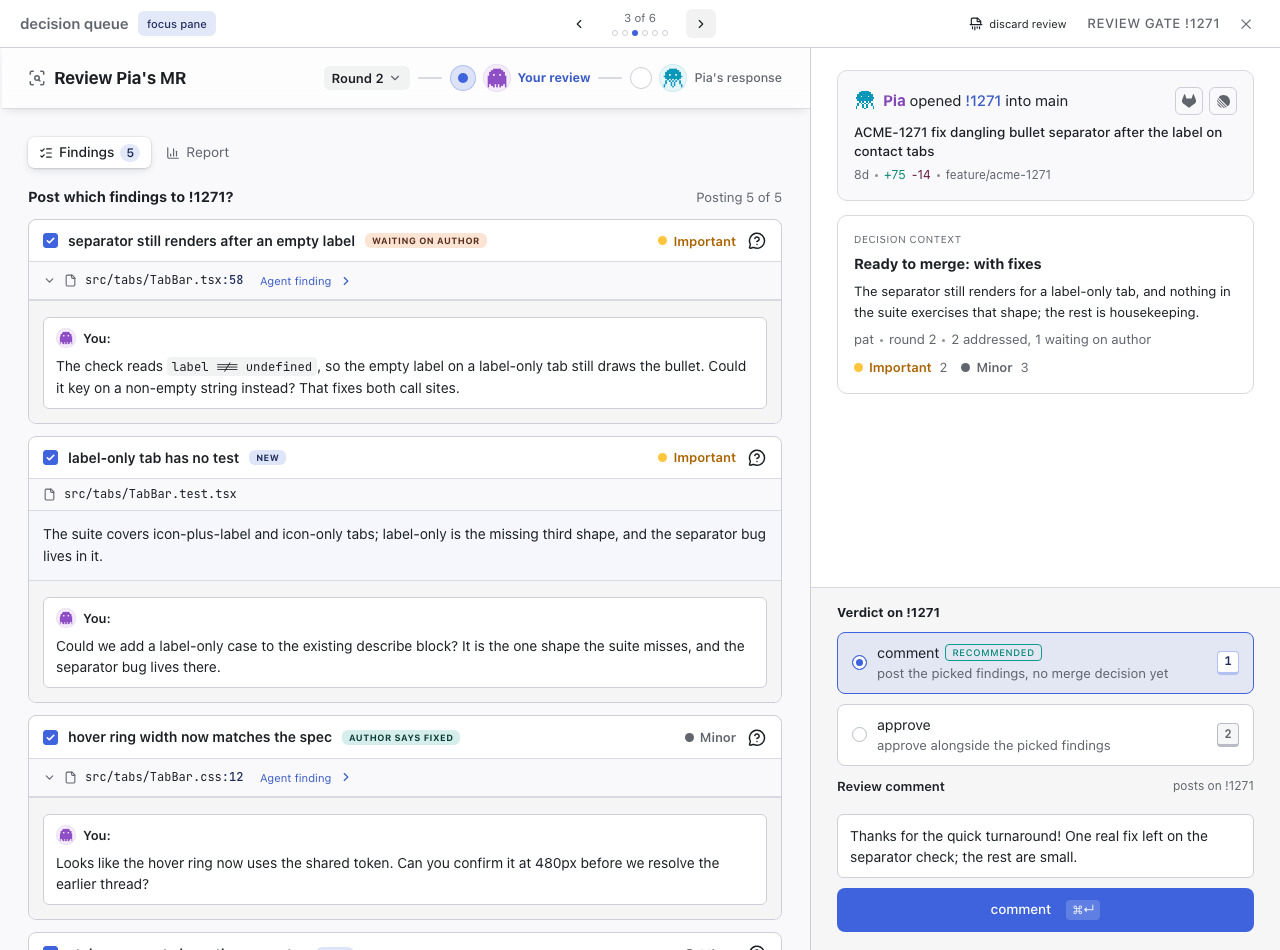 decision queue focus pane
3 of 6
discard review REVIEW GATE !1271
Review Pia's MR
Round 2 Your review Pia's response
Findings 5 Report
Post which findings to !1271? Posting 5 of 5
separator still renders after an empty label WAITING ON AUTHOR Important
src/tabs/TabBar.tsx:58 Agent finding
You:
The check reads label !== undefined, so the empty label on a label-only tab still draws the bullet. Could
it key on a non-empty string instead? That fixes both call sites.
label-only tab has no test NEW Important
src/tabs/TabBar.test.tsx
The suite covers icon-plus-label and icon-only tabs; label-only is the missing third shape, and the separator bug
lives in it.
You:
Could we add a label-only case to the existing describe block? It is the one shape the suite misses, and the
separator bug lives there.
hover ring width now matches the spec AUTHOR SAYS FIXED Minor
src/tabs/TabBar.css:12 Agent finding
You:
Looks like the hover ring now uses the shared token. Can you confirm it at 480px before we resolve the
earlier thread?
Pia opened !1271 into main
ACME-1271 fix dangling bullet separator after the label on
contact tabs
8d • +75 -14 • feature/acme-1271
DECISION CONTEXT
Ready to merge: with fixes
The separator still renders for a label-only tab, and nothing in
the suite exercises that shape; the rest is housekeeping.
pat • round 2 • 2 addressed, 1 waiting on author
Important 2 Minor 3
Verdict on !1271
comment RECOMMENDED
post the picked findings, no merge decision yet
1
approve
approve alongside the picked findings
2
Review comment posts on !1271
Thanks for the quick turnaround! One real fix left on the
separator check; the rest are small.
comment ⌘↵